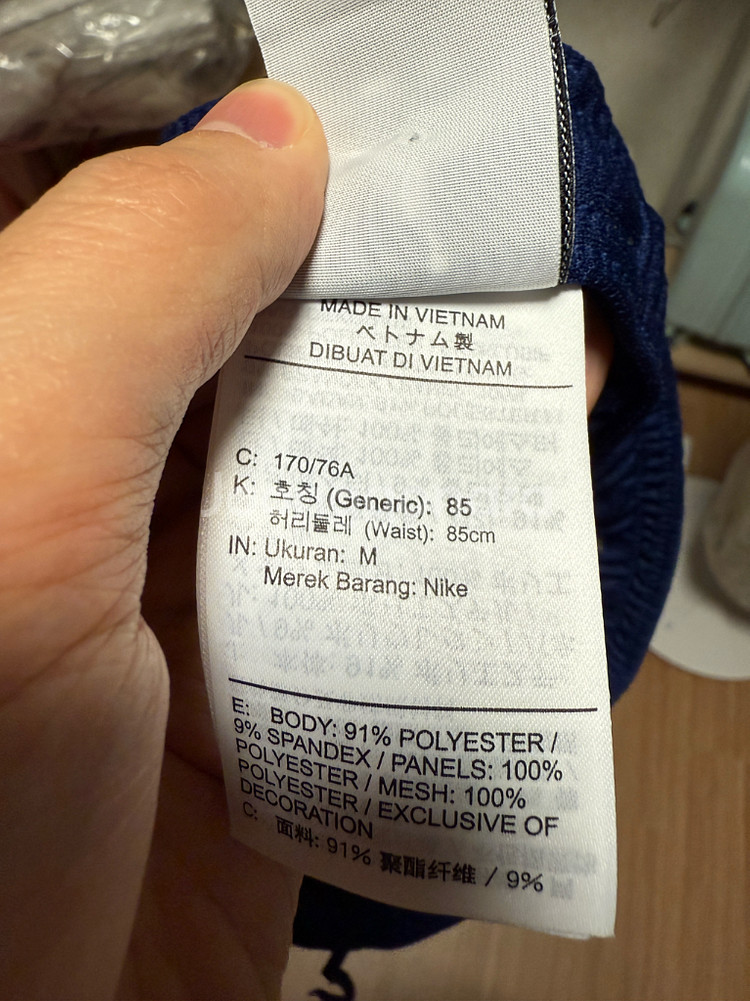 MADE IN VIETNAM
ベトナム製
DIBUAT DI VIETNAM
C: 170/76A
K: 호칭 (Generic): 85
허리둘레 (Waist): 85cm
IN: Ukuran: M
Merek Barang: Nike
E: BODY: 91% POLYESTER /
9% SPANDEX / PANELS: 100%
POLYESTER / MESH: 100%
POLYESTER / EXCLUSIVE OF
DECORATION
C: 面料: 91% 聚酯纤维 / 9%